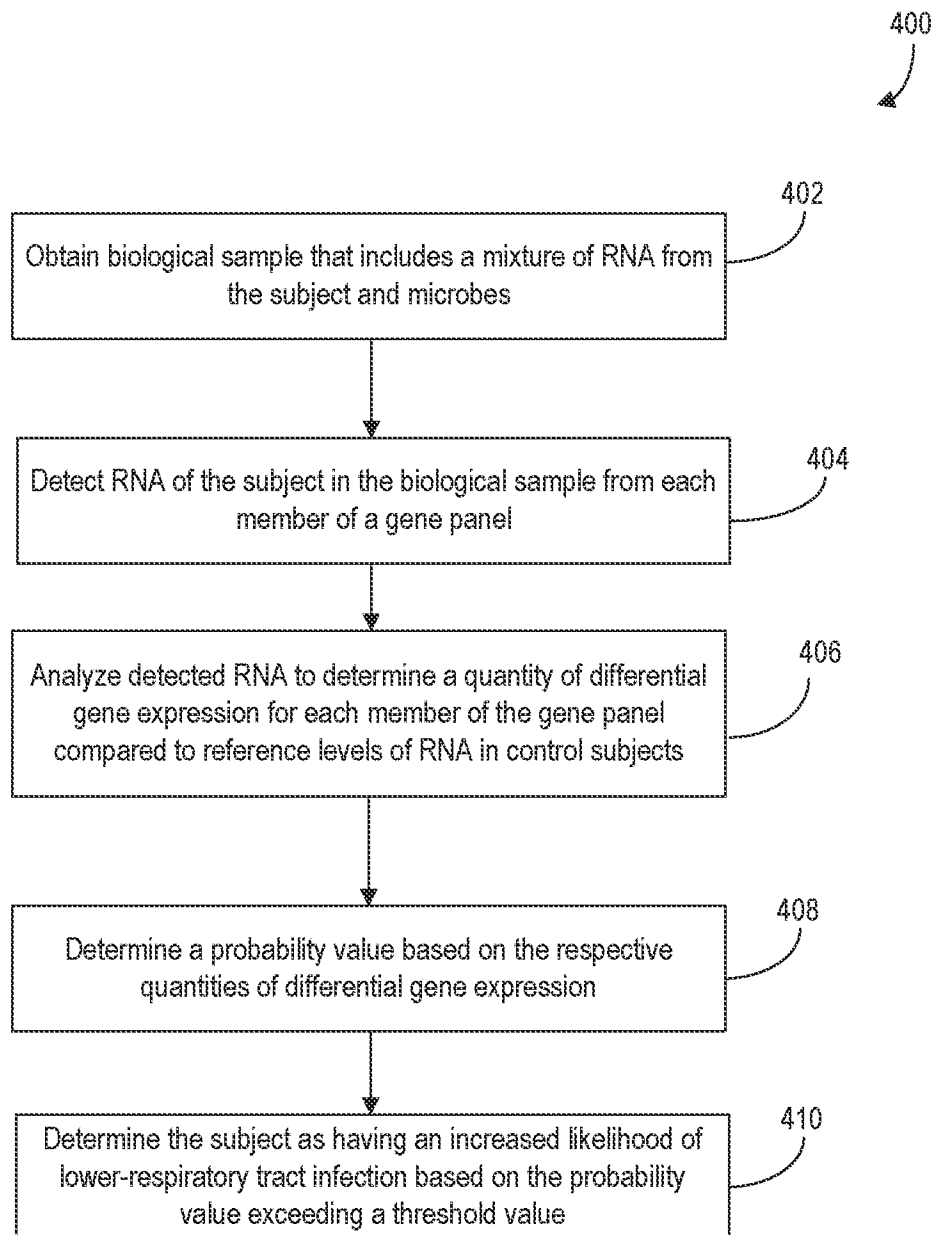 400
402
Obtain biological sample that includes a mixture of RNA from
the subject and microbes
404
Detect RNA of the subject in the biological sample from each
member of a gene panel
406
Analyze detected RNA to determine a quantity of differential
gene expression for each member of the gene panel
compared to reference levels of RNA in control subjects
408
Determine a probability value based on the respective
quantities of differential gene expression
410
Determine the subject as having an increased likelihood of
lower-respiratory tract infection based on the probability
value exceeding a threshold value